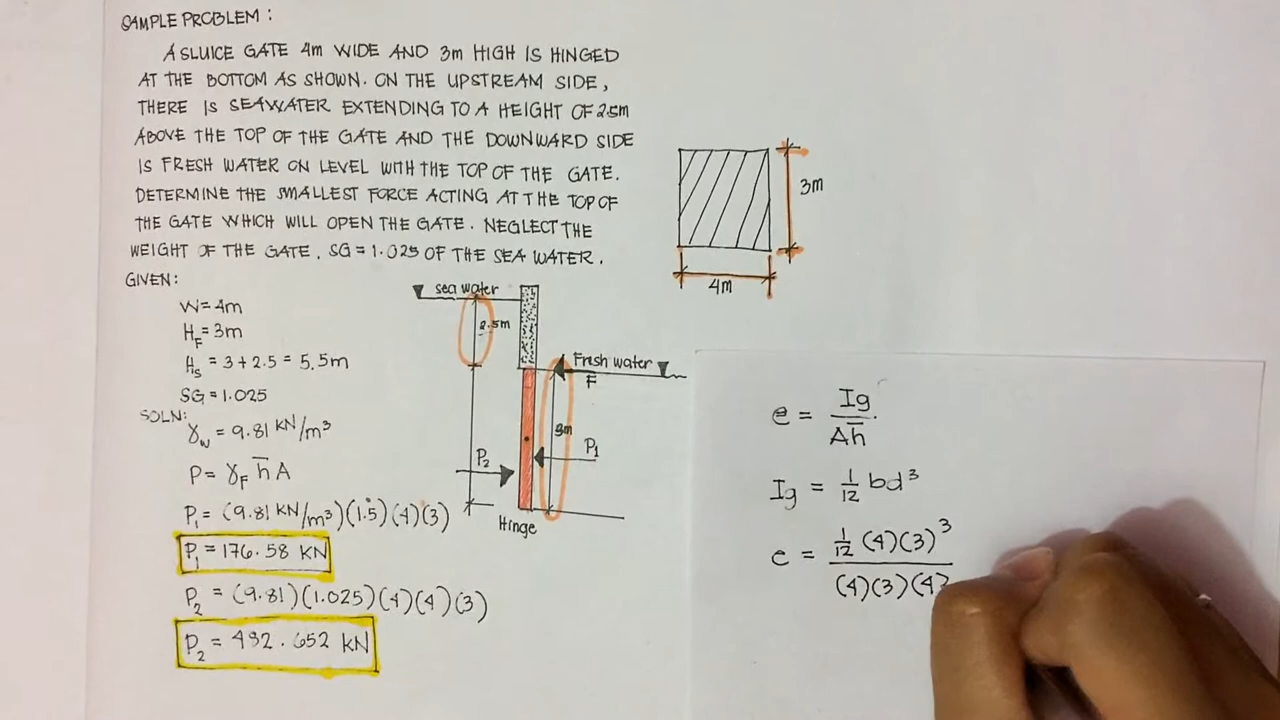 SAMPLE PROBLEM :
A SLUICE GATE 4m WIDE AND 3m HIGH IS HINGED
AT THE BOTTOM AS SHOWN. ON THE UPSTREAM SIDE,
THERE IS SEAWATER EXTENDING TO A HEIGHT OF 2.5m
ABOVE THE TOP OF THE GATE AND THE DOWNWARD SIDE
IS FRESH WATER ON LEVEL WITH THE TOP OF THE GATE.
DETERMINE THE SMALLEST FORCE ACTING AT THE TOP OF
THE GATE WHICH WILL OPEN THE GATE. NEGLECT THE
WEIGHT OF THE GATE. SG = 1.025 OF THE SEA WATER.
GIVEN:
W = 4m
H_F = 3m
H_S = 3 + 2.5 = 5.5m
SG = 1.025
SOLN:
γ_w = 9.81 KN/m³
P = γ_F h̄ A
P₁ = (9.81 KN/m³)(1.5)(4)(3)
P₁ = 176.58 KN
P₂ = (9.81)(1.025)(4)(4)(3)
P₂ = 482.652 KN
sea water
2.5m
Fresh water
F
3m
P₁
P₂
Hinge
3m
4m
e = Ig / Ah̄
Ig = 1/12 bd³
e = 1/12 (4)(3)³ / (4)(3)(4)